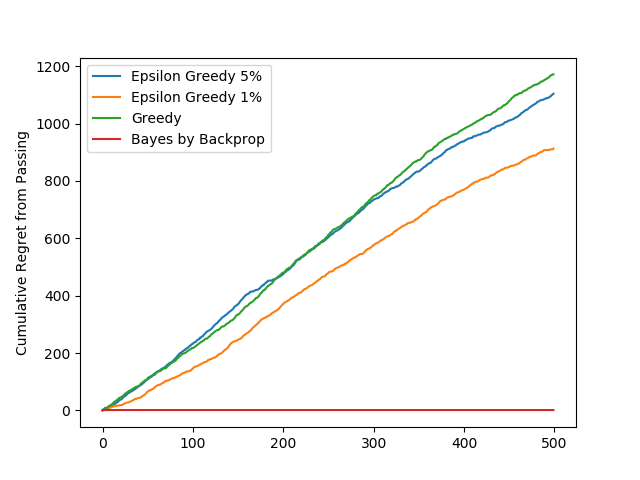 1200
1000
800
600
400
200
0
Cumulative Regret from Passing
Epsilon Greedy 5%
Epsilon Greedy 1%
Greedy
Bayes by Backprop
0 100 200 300 400 500